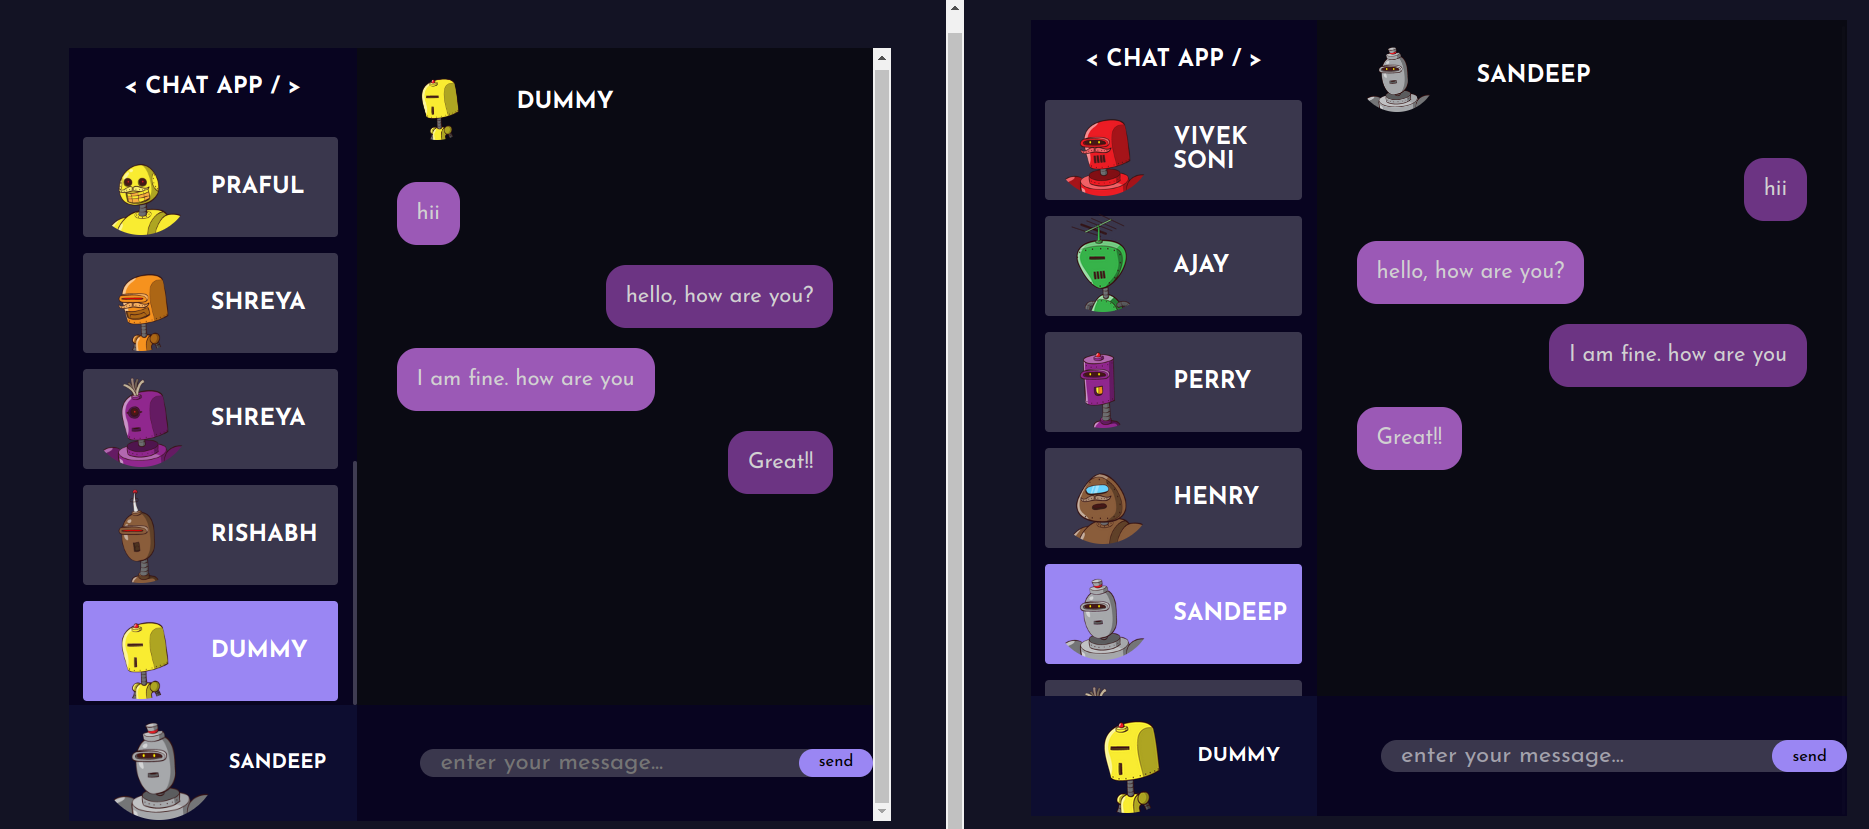 < CHAT APP / >
PRAFUL
SHREYA
SHREYA
RISHABH
DUMMY
SANDEEP
DUMMY
hii
hello, how are you?
I am fine. how are you
Great!!
enter your message...
send
< CHAT APP / >
VIVEK
SONI
AJAY
PERRY
HENRY
SANDEEP
DUMMY
SANDEEP
hii
hello, how are you?
I am fine. how are you
Great!!
enter your message...
send